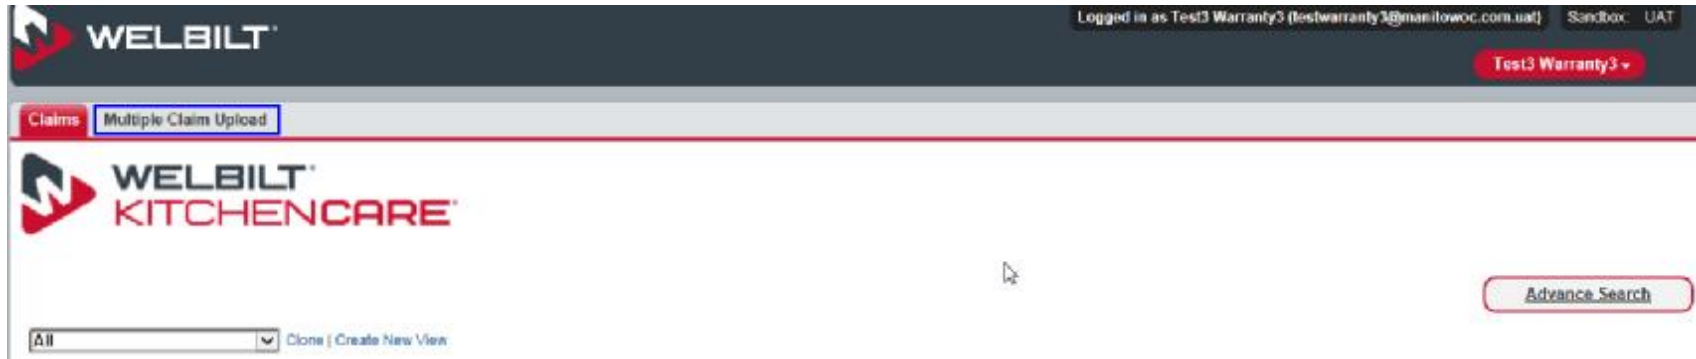 Logged in as Test3 Warranty3 (testwarranty3@manitowoc.com.uat) Sandbox: UAT
WELBILT
Test3 Warranty3
Claims Multiple Claim Upload
WELBILT
KITCHENCARE
Advance Search
All Clone | Create New View